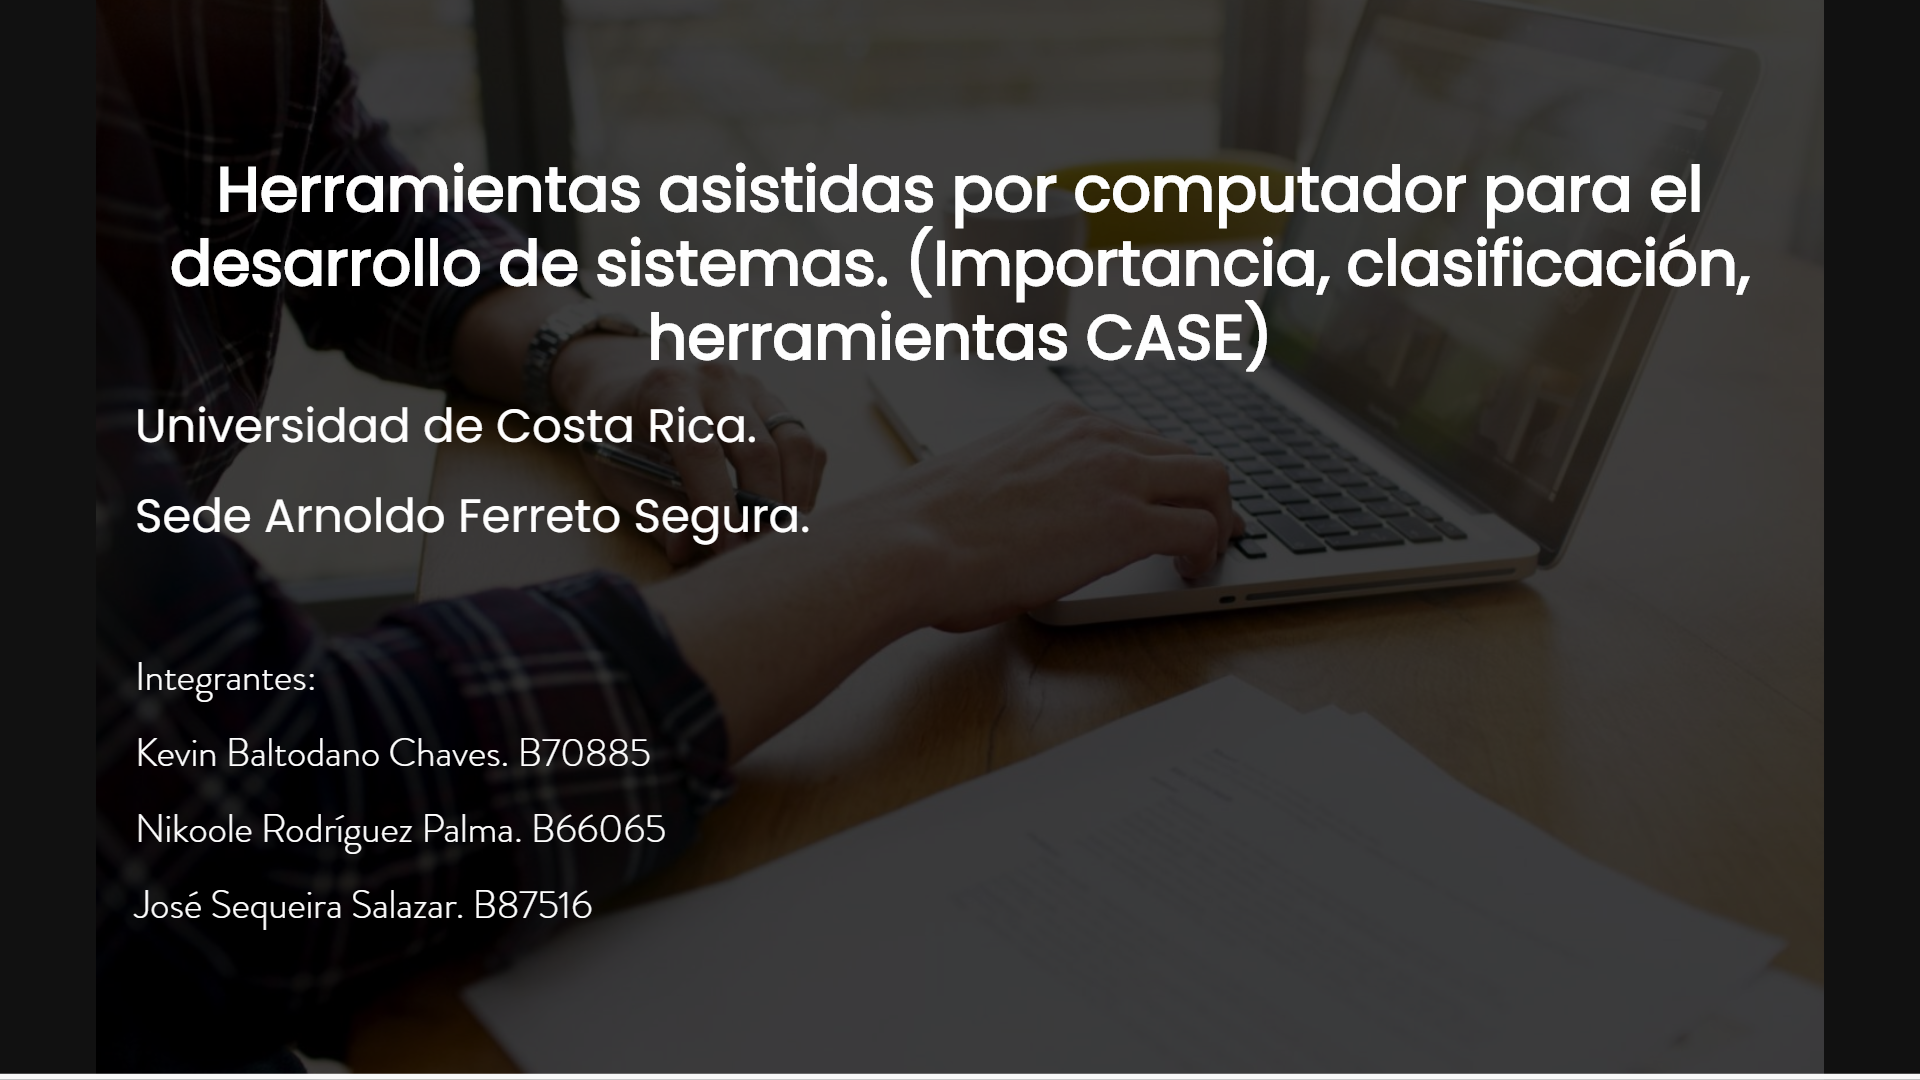 Herramientas asistidas por computador para el
desarrollo de sistemas. (Importancia, clasificación,
herramientas CASE)
Universidad de Costa Rica.
Sede Arnoldo Ferreto Segura.
Integrantes:
Kevin Baltodano Chaves. B70885
Nikoole Rodríguez Palma. B66065
José Sequeira Salazar. B87516